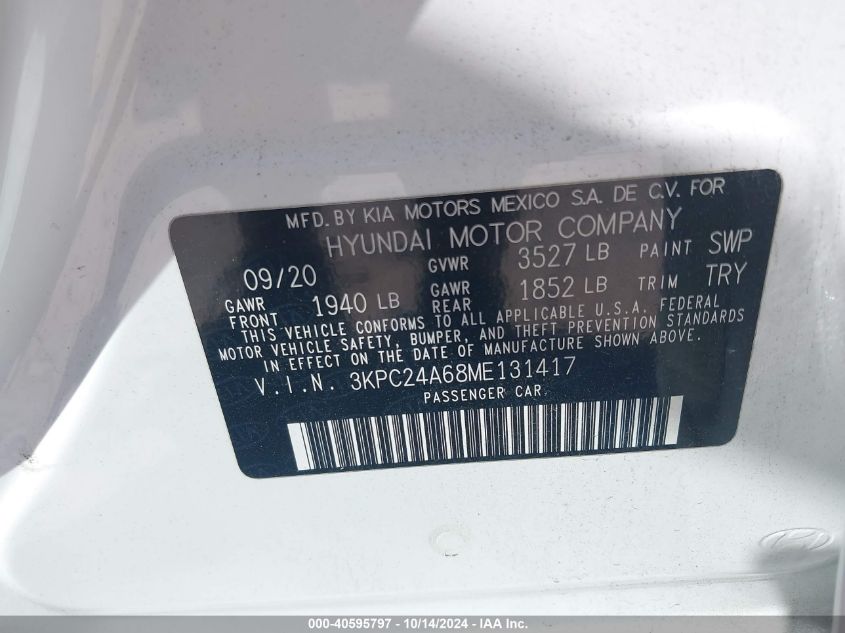 MFD. BY KIA MOTORS MEXICO S.A. DE C.V. FOR
HYUNDAI MOTOR COMPANY
09/20 GVWR 3527 LB PAINT SWP
GAWR FRONT 1940 LB GAWR REAR 1852 LB TRIM TRY
THIS VEHICLE CONFORMS TO ALL APPLICABLE U.S.A. FEDERAL
MOTOR VEHICLE SAFETY, BUMPER, AND THEFT PREVENTION STANDARDS
IN EFFECT ON THE DATE OF MANUFACTURE SHOWN ABOVE.
V.I.N. 3KPC24A68ME131417
PASSENGER CAR
000-40595797 - 10/14/2024 - IAA Inc.